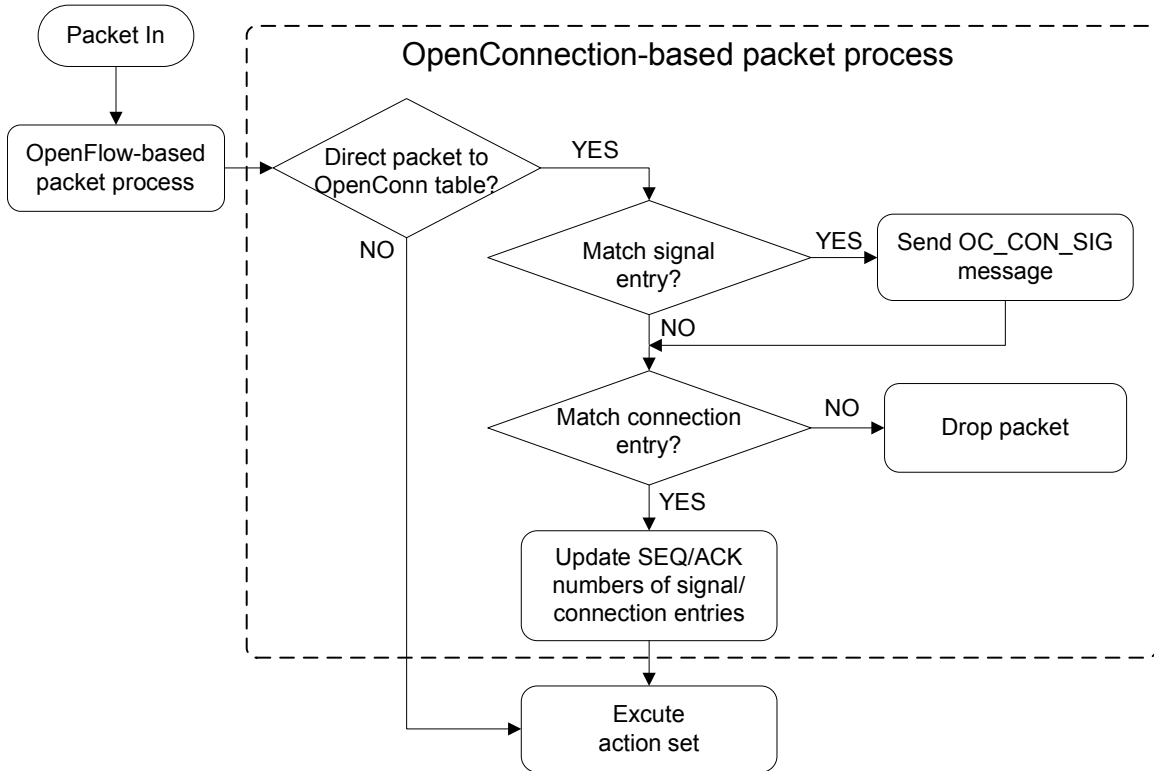 Packet In
OpenConnection-based packet process
OpenFlow-based
packet process
Direct packet to
OpenConn table?
YES
NO
Match signal
entry?
YES
Send OC_CON_SIG
message
NO
Match connection
entry?
NO
Drop packet
YES
Update SEQ/ACK
numbers of signal/
connection entries
Excute
action set